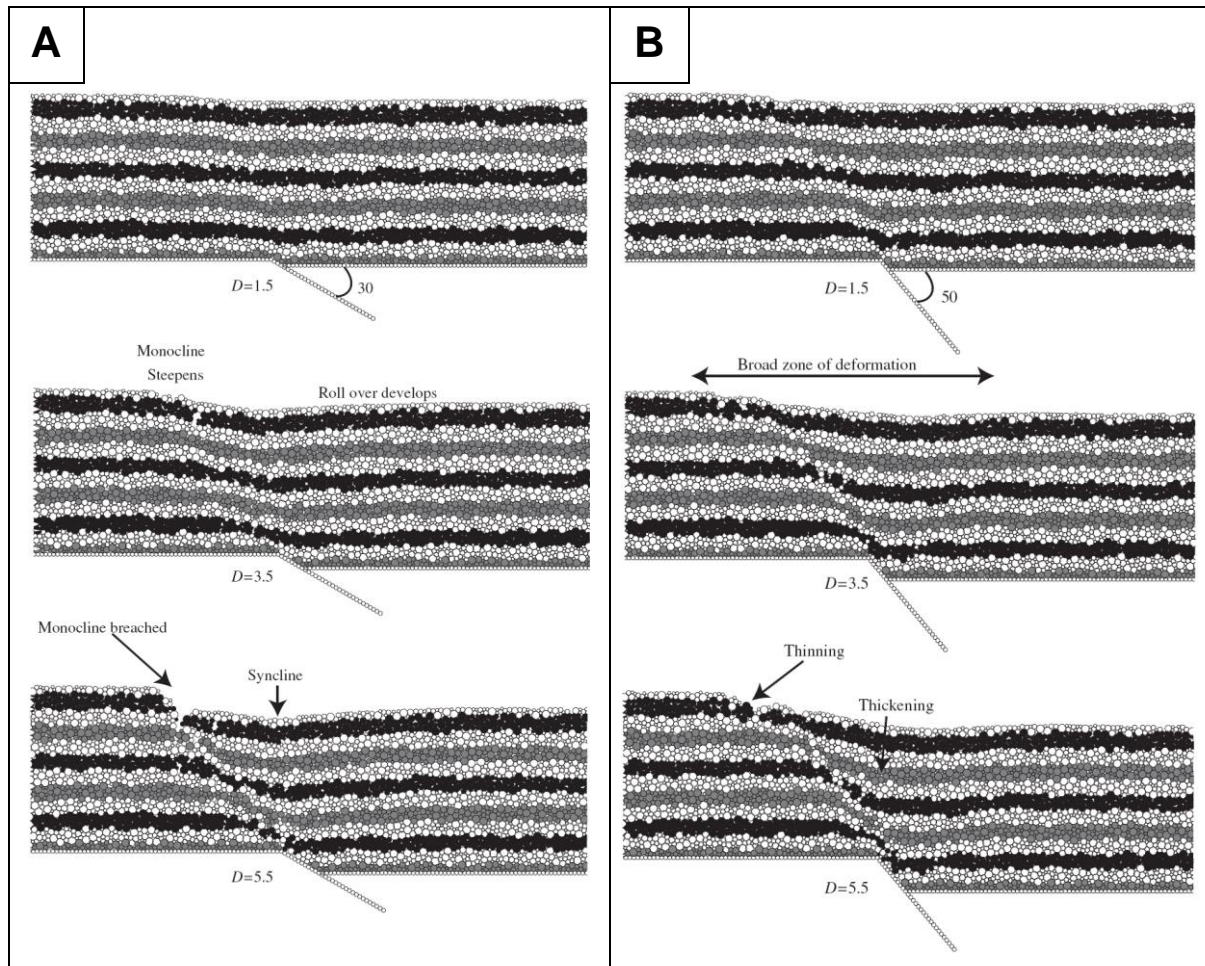 A
D=1.5
30
Monocline
Steepens
Roll over develops
D=3.5
Monocline breached
Syncline
D=5.5
B
D=1.5
50
Broad zone of deformation
D=3.5
Thinning
Thickening
D=5.5